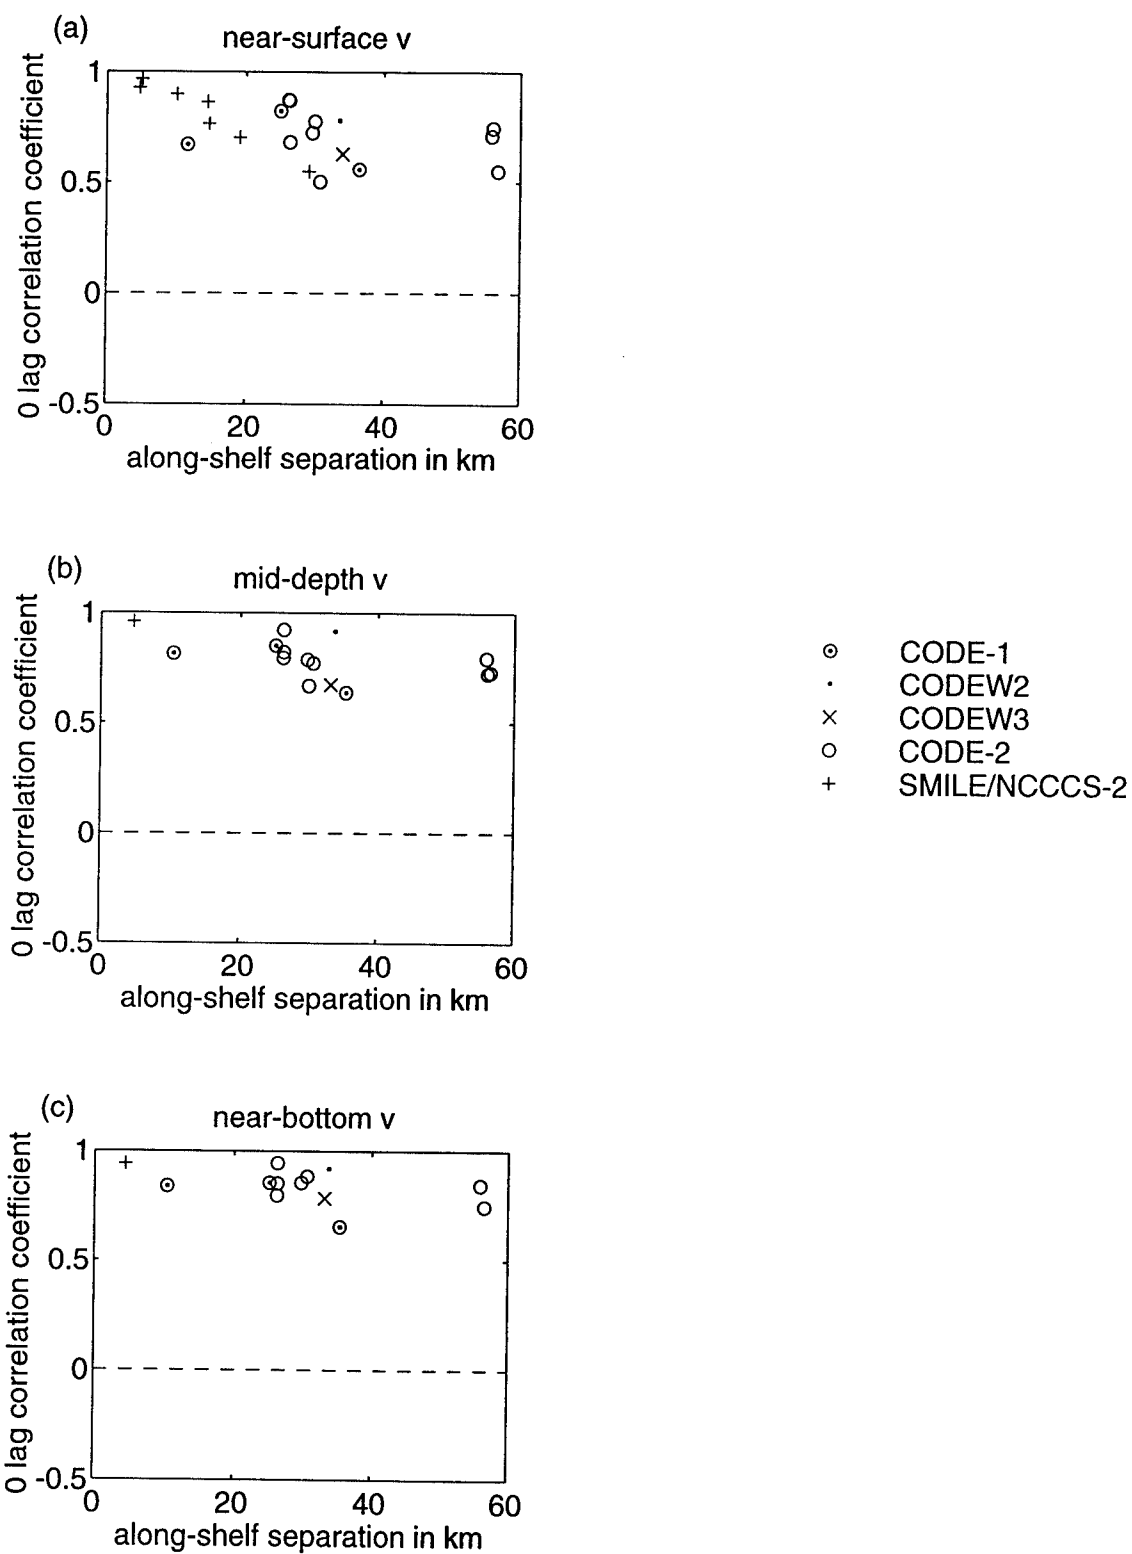 (a)
near-surface v
0 lag correlation coefficient
1
0.5
0
-0.5
0 20 40 60
along-shelf separation in km
(b)
mid-depth v
0 lag correlation coefficient
1
0.5
0
-0.5
0 20 40 60
along-shelf separation in km
CODE-1
CODEW2
CODEW3
CODE-2
SMILE/NCCCS-2
(c)
near-bottom v
0 lag correlation coefficient
1
0.5
0
-0.5
0 20 40 60
along-shelf separation in km